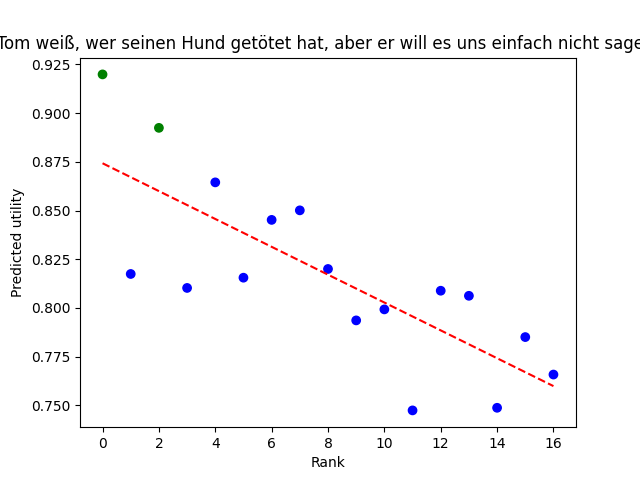 Tom weiß, wer seinen Hund getötet hat, aber er will es uns einfach nicht sage
0.925
0.900
0.875
0.850
0.825
0.800
0.775
0.750
Predicted utility
0 2 4 6 8 10 12 14 16
Rank